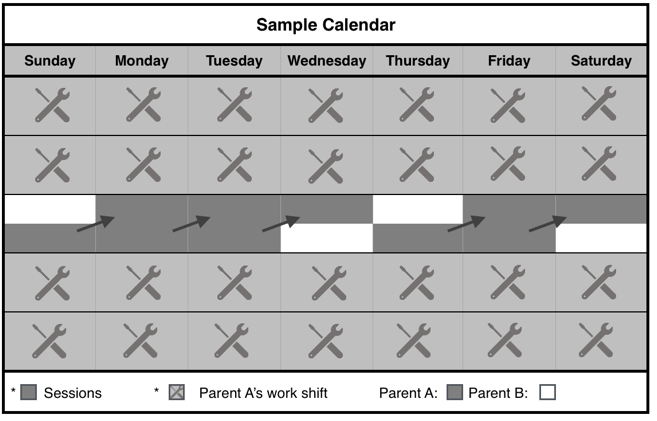 Sample Calendar
Sunday Monday Tuesday Wednesday Thursday Friday Saturday
* Sessions * Parent A's work shift Parent A: Parent B: